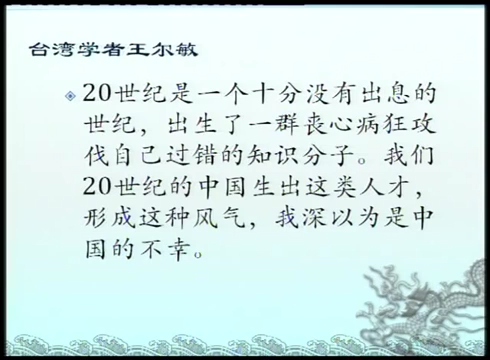 台湾学者王尔敏
20世纪是一个十分没有出息的
世纪，出生了一群丧心病狂攻
伐自己过错的知识分子。我们
20世纪的中国生出这类人才，
形成这种风气，我深以为是中
国的不幸。